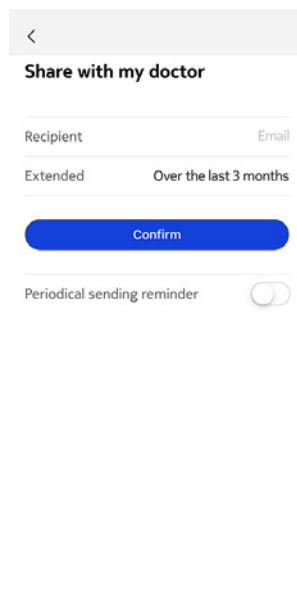 Share with my doctor
Recipient Email
Extended Over the last 3 months
Confirm
Periodical sending reminder